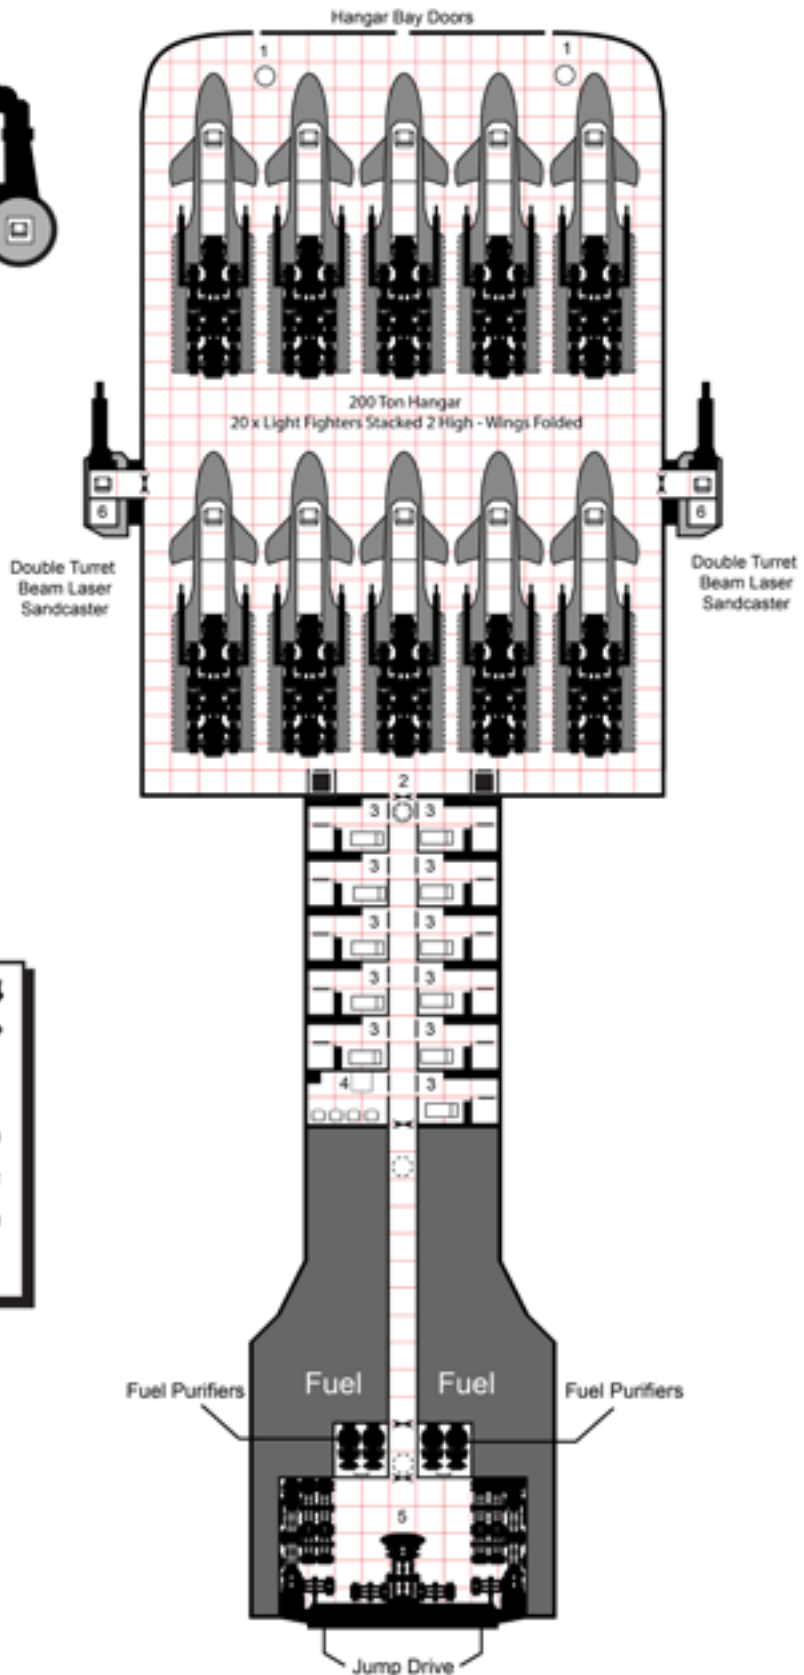 Hangar Bay Doors
1 1
200 Ton Hangar
20 x Light Fighters Stacked 2 High - Wings Folded
6 6
Double Turret
Beam Laser
Sandcaster
Double Turret
Beam Laser
Sandcaster
2
3 3
3 3
3 3
3 3
3 3
4 3
Fuel Fuel
Fuel Purifiers Fuel Purifiers
5
Jump Drive